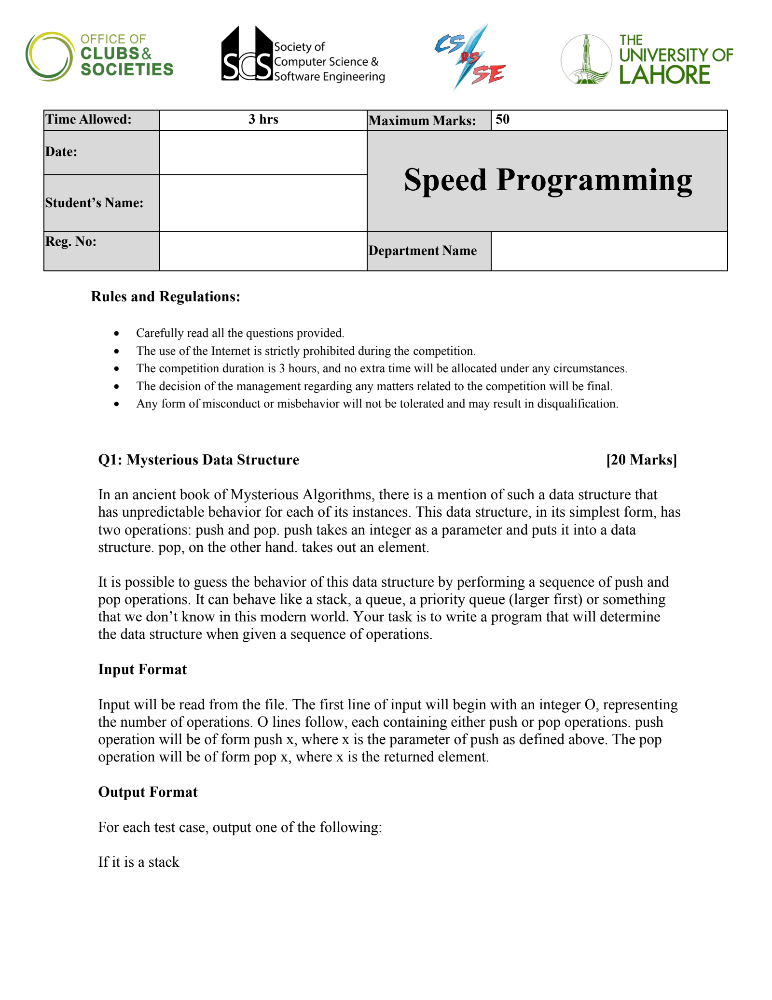 OFFICE OF
CLUBS &
SOCIETIES
SCS
Society of
Computer Science &
Software Engineering
CS
DS
SE
THE
UNIVERSITY OF
LAHORE
Time Allowed: 3 hrs Maximum Marks: 50
Date:
Speed Programming
Student’s Name:
Reg. No:
Department Name
Rules and Regulations:
• Carefully read all the questions provided.
• The use of the Internet is strictly prohibited during the competition.
• The competition duration is 3 hours, and no extra time will be allocated under any circumstances.
• The decision of the management regarding any matters related to the competition will be final.
• Any form of misconduct or misbehavior will not be tolerated and may result in disqualification.
Q1: Mysterious Data Structure [20 Marks]
In an ancient book of Mysterious Algorithms, there is a mention of such a data structure that
has unpredictable behavior for each of its instances. This data structure, in its simplest form, has
two operations: push and pop. push takes an integer as a parameter and puts it into a data
structure. pop, on the other hand. takes out an element.
It is possible to guess the behavior of this data structure by performing a sequence of push and
pop operations. It can behave like a stack, a queue, a priority queue (larger first) or something
that we don’t know in this modern world. Your task is to write a program that will determine
the data structure when given a sequence of operations.
Input Format
Input will be read from the file. The first line of input will begin with an integer O, representing
the number of operations. O lines follow, each containing either push or pop operations. push
operation will be of form push x, where x is the parameter of push as defined above. The pop
operation will be of form pop x, where x is the returned element.
Output Format
For each test case, output one of the following:
If it is a stack